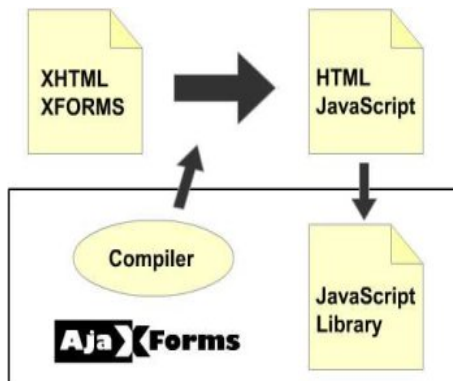 XHTML
XFORMS
HTML
JavaScript
Compiler
JavaScript
Library
AjaXForms